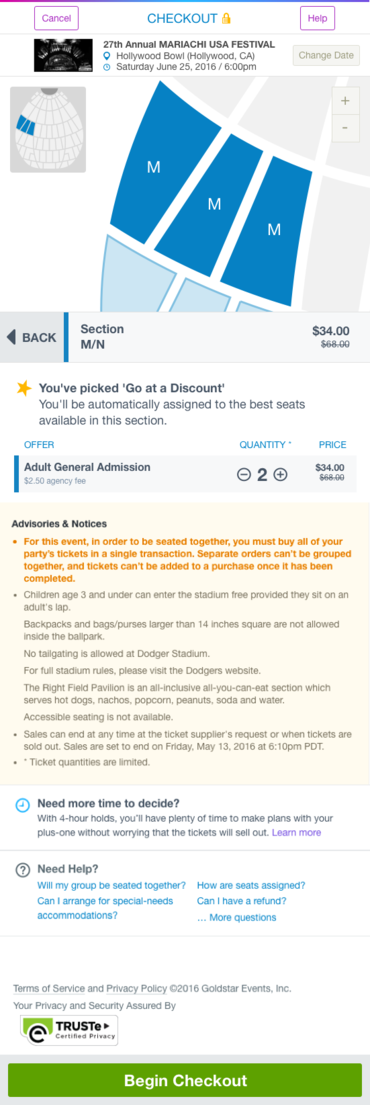 Cancel
CHECKOUT
Help
27th Annual MARIACHI USA FESTIVAL
Hollywood Bowl (Hollywood, CA)
Saturday June 25, 2016 / 6:00pm
Change Date
+
-
M
M
M
BACK
Section
M/N
$34.00
$68.00
You've picked 'Go at a Discount'
You'll be automatically assigned to the best seats
available in this section.
OFFER QUANTITY * PRICE
Adult General Admission
$2.50 agency fee
2
$34.00
$68.00
Advisories & Notices
• For this event, in order to be seated together, you must buy all of your
party's tickets in a single transaction. Separate orders can't be grouped
together, and tickets can't be added to a purchase once it has been
completed.
• Children age 3 and under can enter the stadium free provided they sit on an
adult's lap.
Backpacks and bags/purses larger than 14 inches square are not allowed
inside the ballpark.
No tailgating is allowed at Dodger Stadium.
For full stadium rules, please visit the Dodgers website.
The Right Field Pavilion is an all-inclusive all-you-can-eat section which
serves hot dogs, nachos, popcorn, peanuts, soda and water.
Accessible seating is not available.
• Sales can end at any time at the ticket supplier's request or when tickets are
sold out. Sales are set to end on Friday, May 13, 2016 at 6:10pm PDT.
• * Ticket quantities are limited.
Need more time to decide?
With 4-hour holds, you'll have plenty of time to make plans with your
plus-one without worrying that the tickets will sell out. Learn more
Need Help?
Will my group be seated together?
Can I arrange for special-needs
accommodations?
How are seats assigned?
Can I have a refund?
... More questions
Terms of Service and Privacy Policy ©2016 Goldstar Events, Inc.
Your Privacy and Security Assured By
TRUSTe
Certified Privacy
Begin Checkout